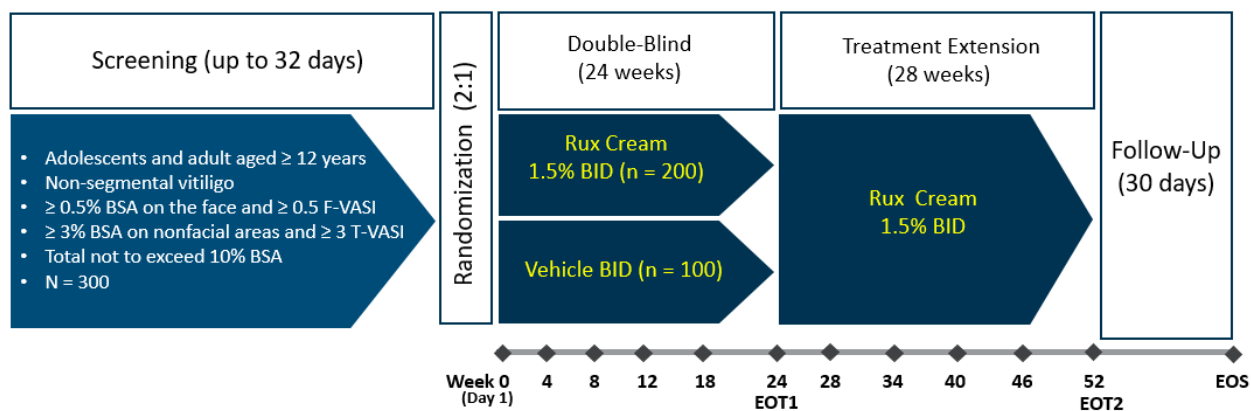 Screening (up to 32 days)
• Adolescents and adult aged ≥ 12 years
• Non-segmental vitiligo
• ≥ 0.5% BSA on the face and ≥ 0.5 F-VASI
• ≥ 3% BSA on nonfacial areas and ≥ 3 T-VASI
• Total not to exceed 10% BSA
• N = 300
Randomization (2:1)
Double-Blind
(24 weeks)
Rux Cream
1.5% BID (n = 200)
Vehicle BID (n = 100)
Treatment Extension
(28 weeks)
Rux Cream
1.5% BID
Follow-Up
(30 days)
Week 0 4 8 12 18 24 28 34 40 46 52 EOS
(Day 1) EOT1 EOT2